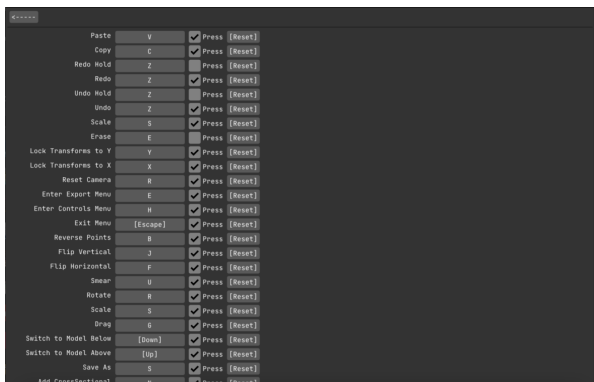 <-----
Paste V Press [Reset]
Copy C Press [Reset]
Redo Hold Z Press [Reset]
Redo Z Press [Reset]
Undo Hold Z Press [Reset]
Undo Z Press [Reset]
Scale S Press [Reset]
Erase E Press [Reset]
Lock Transforms to Y Y Press [Reset]
Lock Transforms to X X Press [Reset]
Reset Camera R Press [Reset]
Enter Export Menu E Press [Reset]
Enter Controls Menu H Press [Reset]
Exit Menu [Escape] Press [Reset]
Reverse Points B Press [Reset]
Flip Vertical J Press [Reset]
Flip Horizontal F Press [Reset]
Smear U Press [Reset]
Rotate R Press [Reset]
Scale S Press [Reset]
Drag G Press [Reset]
Switch to Model Below [Down] Press [Reset]
Switch to Model Above [Up] Press [Reset]
Save As S Press [Reset]
Add CrossSectional Press [Reset]